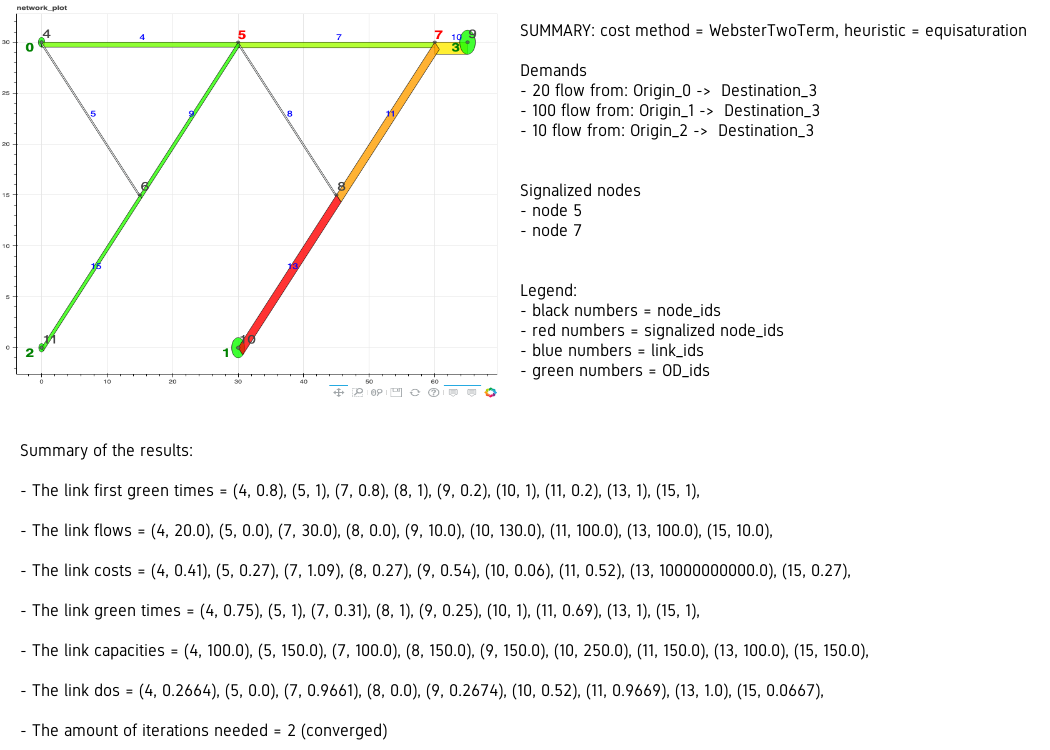 network_plot
SUMMARY: cost method = WebsterTwoTerm, heuristic = equisaturation
Demands
- 20 flow from: Origin_0 -> Destination_3
- 100 flow from: Origin_1 -> Destination_3
- 10 flow from: Origin_2 -> Destination_3
Signalized nodes
- node 5
- node 7
Legend:
- black numbers = node_ids
- red numbers = signalized node_ids
- blue numbers = link_ids
- green numbers = OD_ids
4 5 7 9
4 7 10
0 3
30
25
5 9 8 11
20
6 8
15
10
15 13
5
11 10
0
2 1
0 10 20 30 40 50 60
Summary of the results:
- The link first green times = (4, 0.8), (5, 1), (7, 0.8), (8, 1), (9, 0.2), (10, 1), (11, 0.2), (13, 1), (15, 1),
- The link flows = (4, 20.0), (5, 0.0), (7, 30.0), (8, 0.0), (9, 10.0), (10, 130.0), (11, 100.0), (13, 100.0), (15, 10.0),
- The link costs = (4, 0.41), (5, 0.27), (7, 1.09), (8, 0.27), (9, 0.54), (10, 0.06), (11, 0.52), (13, 10000000000.0), (15, 0.27),
- The link green times = (4, 0.75), (5, 1), (7, 0.31), (8, 1), (9, 0.25), (10, 1), (11, 0.69), (13, 1), (15, 1),
- The link capacities = (4, 100.0), (5, 150.0), (7, 100.0), (8, 150.0), (9, 150.0), (10, 250.0), (11, 150.0), (13, 100.0), (15, 150.0),
- The link dos = (4, 0.2664), (5, 0.0), (7, 0.9661), (8, 0.0), (9, 0.2674), (10, 0.52), (11, 0.9669), (13, 1.0), (15, 0.0667),
- The amount of iterations needed = 2 (converged)